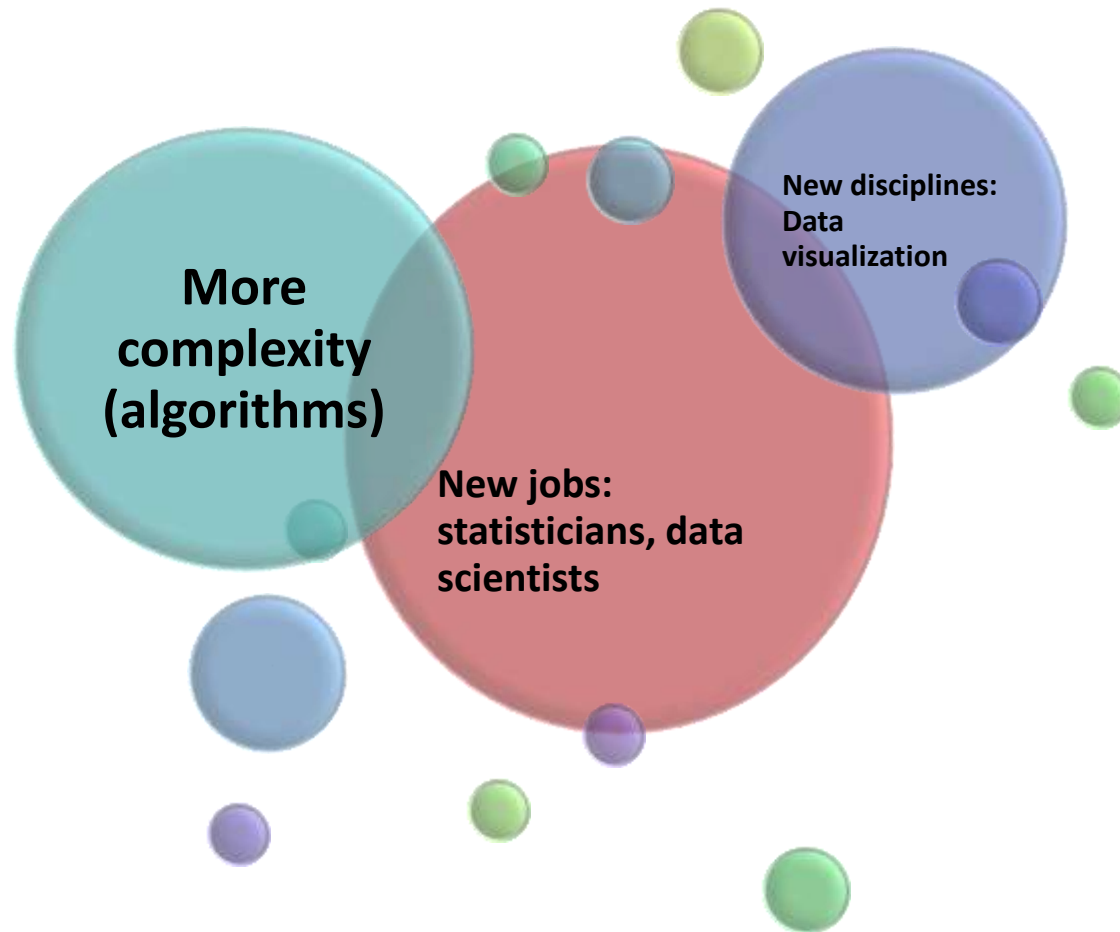 More
complexity
(algorithms)
New jobs:
statisticians, data
scientists
New disciplines:
Data
visualization